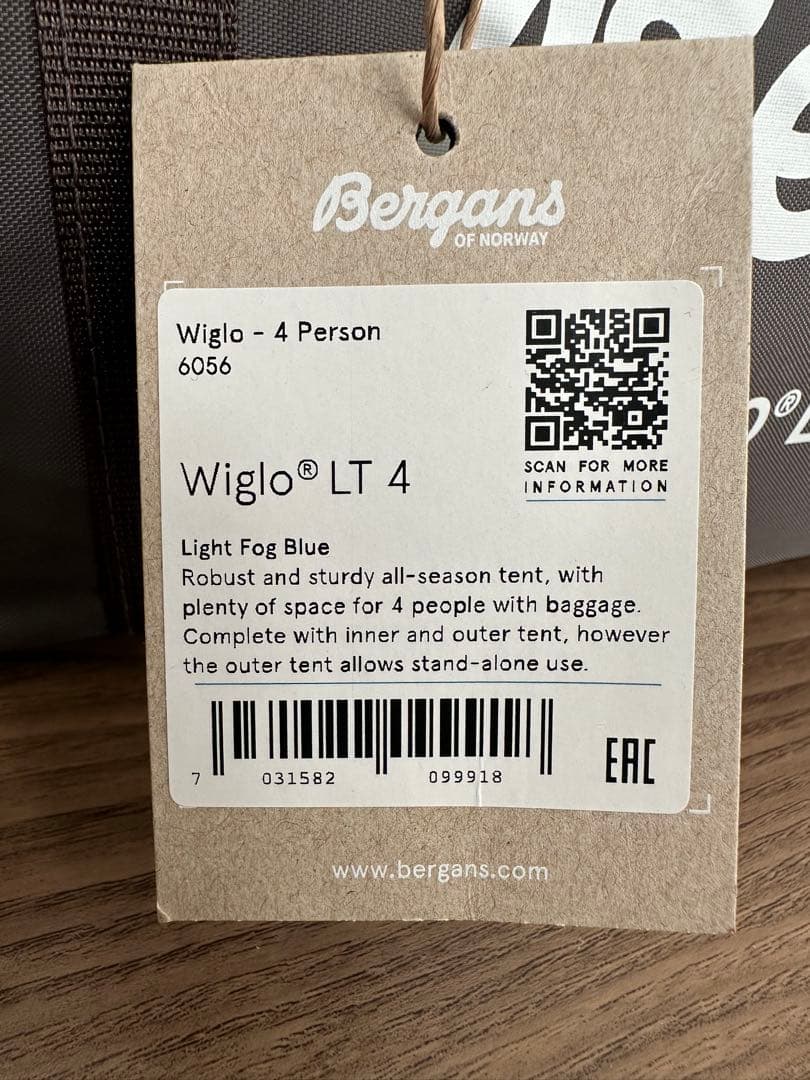 Bergans
OF NORWAY
Wiglo - 4 Person
6056
SCAN FOR MORE
INFORMATION
Wiglo® LT 4
Light Fog Blue
Robust and sturdy all-season tent, with
plenty of space for 4 people with baggage.
Complete with inner and outer tent, however
the outer tent allows stand-alone use.
7 031582 099918
EAC
www.bergans.com